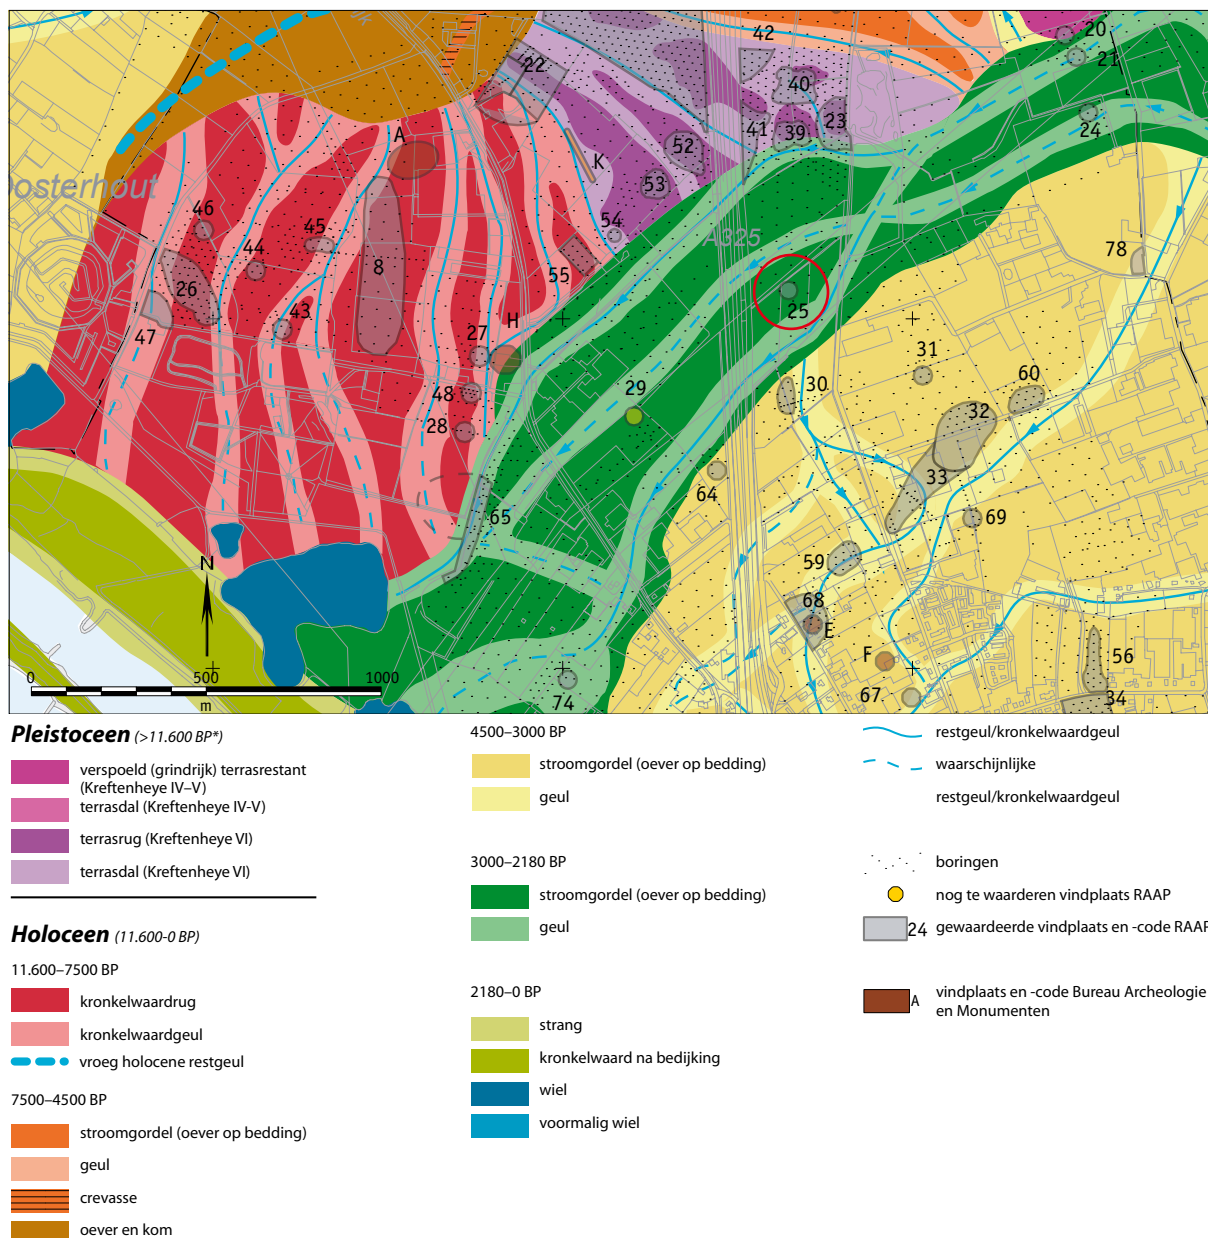 42
22
20
21
40
A
K
41
39
23
24
52
53
Oosterhout
46
54
A325
45
44
78
55
8
26
25
43
47
H
27
31
30
60
29
48
32
28
64
33
65
69
59
N
68
E
F
56
0
500
1000
m
74
67
34
Pleistoceen (>11.600 BP*)
verspoeld (grindrijk) terrasrestant
(Kreftenheye IV–V)
terrasdal (Kreftenheye IV-V)
terrasrug (Kreftenheye VI)
terrasdal (Kreftenheye VI)
Holoceen (11.600-0 BP)
11.600–7500 BP
kronkelwaardrug
kronkelwaardgeul
vroeg holocene restgeul
7500–4500 BP
stroomgordel (oever op bedding)
geul
crevasse
oever en kom
4500–3000 BP
stroomgordel (oever op bedding)
geul
3000–2180 BP
stroomgordel (oever op bedding)
geul
2180–0 BP
strang
kronkelwaard na bedijking
wiel
voormalig wiel
restgeul/kronkelwaardgeul
waarschijnlijke
restgeul/kronkelwaardgeul
boringen
nog te waarderen vindplaats RAAP
24 gewaardeerde vindplaats en -code RAAP
A vindplaats en -code Bureau Archeologie
en Monumenten